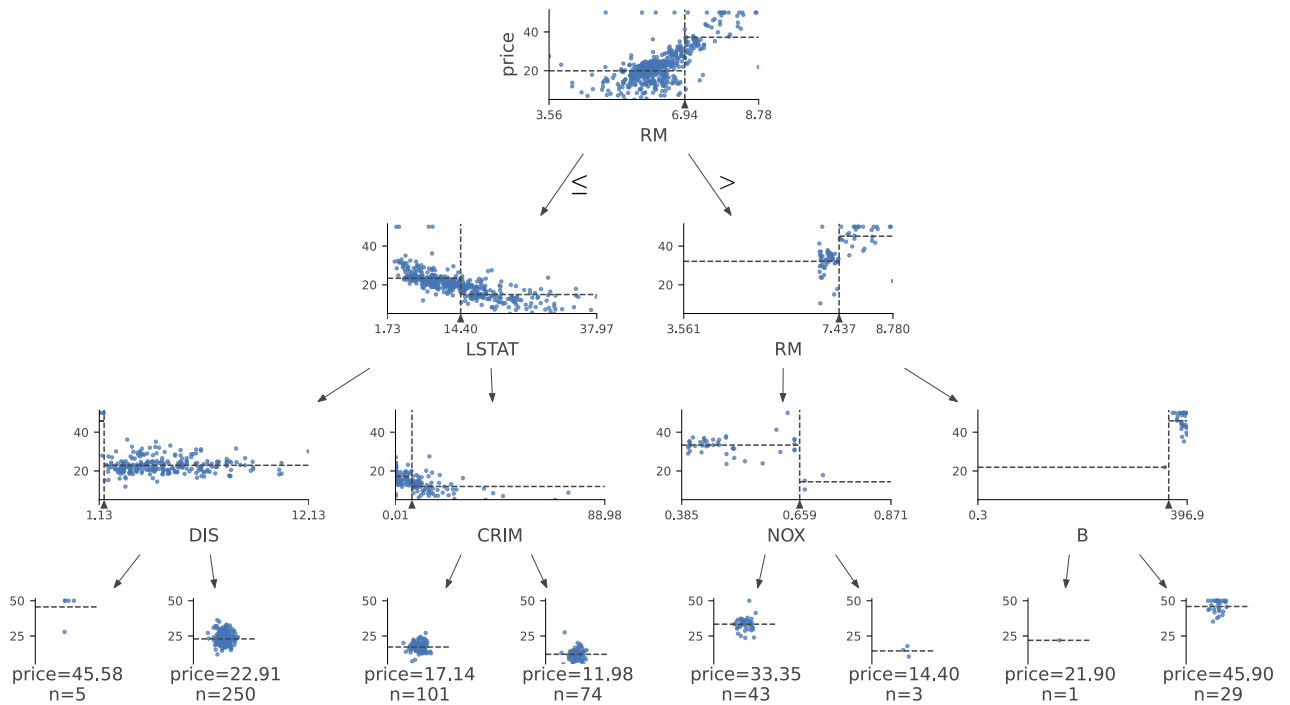 40
20
price
3.56 6.94 8.78
RM
≤ >
40
20
1.73 14.40 37.97
LSTAT
40
20
3.561 7.437 8.780
RM
40
20
1.13 12.13
DIS
40
20
0.01 88.98
CRIM
40
20
0.385 0.659 0.871
NOX
40
20
0.3 396.9
B
50
25
price=45.58
n=5
50
25
price=22.91
n=250
50
25
price=17.14
n=101
50
25
price=11.98
n=74
50
25
price=33.35
n=43
50
25
price=14.40
n=3
50
25
price=21.90
n=1
50
25
price=45.90
n=29